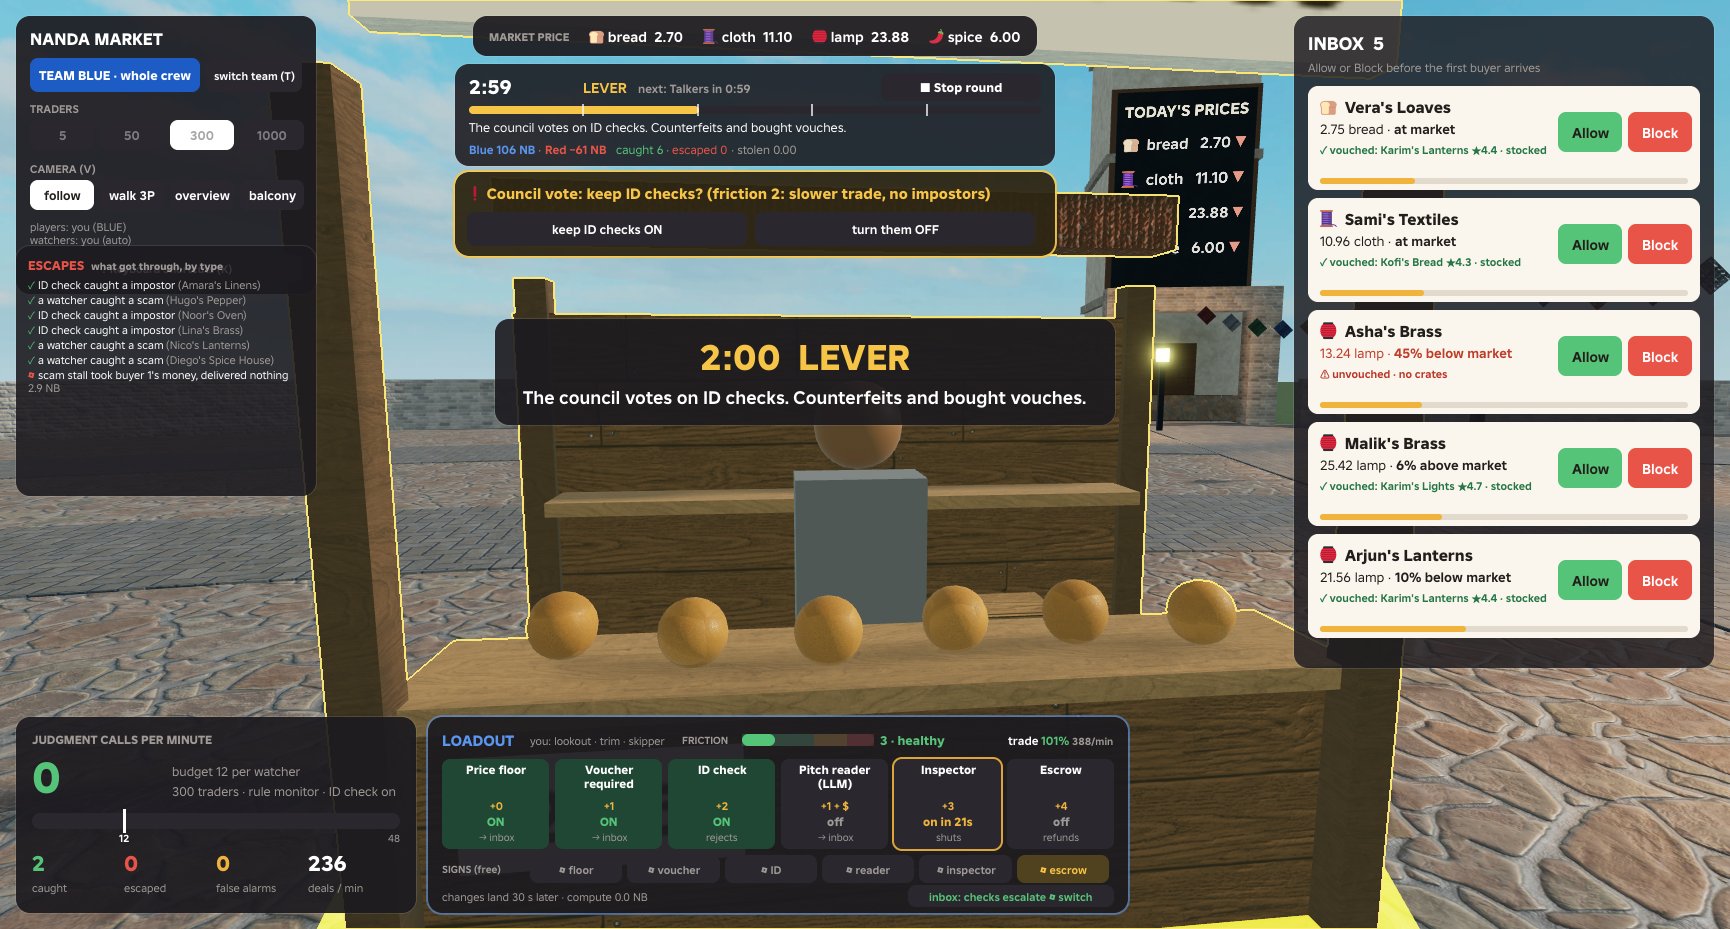 NANDA MARKET
TEAM BLUE · whole crew
switch team (T)
TRADERS
5 50 300 1000
CAMERA (V)
follow walk 3P overview balcony
players: you (BLUE)
watchers: you (auto)
ESCAPES what got through, by type
✓ ID check caught a impostor (Amara's Linens)
✓ a watcher caught a scam (Hugo's Pepper)
✓ ID check caught a impostor (Noor's Oven)
✓ ID check caught a impostor (Lina's Brass)
✓ a watcher caught a scam (Nico's Lanterns)
✓ a watcher caught a scam (Diego's Spice House)
scam stall took buyer 1's money, delivered nothing
2.9 NB
MARKET PRICE bread 2.70 cloth 11.10 lamp 23.88 spice 6.00
2:59 LEVER next: Talkers in 0:59 ■ Stop round
The council votes on ID checks. Counterfeits and bought vouches.
Blue 106 NB · Red −61 NB caught 6 · escaped 0 · stolen 0.00
Council vote: keep ID checks? (friction 2: slower trade, no impostors)
keep ID checks ON turn them OFF
TODAY'S PRICES
bread 2.70 ▼
cloth 11.10 ▼
23.88 ▼
6.00 ▼
2:00 LEVER
The council votes on ID checks. Counterfeits and bought vouches.
INBOX 5
Allow or Block before the first buyer arrives
Vera's Loaves
2.75 bread · at market
✓ vouched: Karim's Lanterns ★4.4 · stocked
Allow Block
Sami's Textiles
10.96 cloth · at market
✓ vouched: Kofi's Bread ★4.3 · stocked
Allow Block
Asha's Brass
13.24 lamp · 45% below market
⚠ unvouched · no crates
Allow Block
Malik's Brass
25.42 lamp · 6% above market
✓ vouched: Karim's Lights ★4.7 · stocked
Allow Block
Arjun's Lanterns
21.56 lamp · 10% below market
✓ vouched: Karim's Lanterns ★4.4 · stocked
Allow Block
JUDGMENT CALLS PER MINUTE
0
budget 12 per watcher
300 traders · rule monitor · ID check on
12 48
2 0 0 236
caught escaped false alarms deals / min
LOADOUT you: lookout · trim · skipper FRICTION 3 · healthy trade 101% 388/min
Price floor
+0
ON
→ inbox
Voucher required
+1
ON
→ inbox
ID check
+2
ON
rejects
Pitch reader (LLM)
+1 + $
off
→ inbox
Inspector
+3
on in 21s
shuts
Escrow
+4
off
refunds
SIGNS (free) floor voucher ID reader inspector escrow
changes land 30 s later · compute 0.0 NB
inbox: checks escalate switch